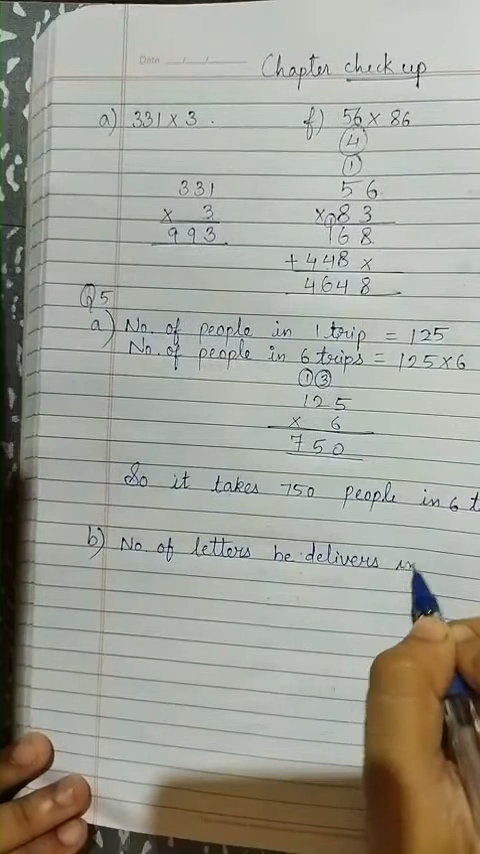 Date
Chapter check up
a) 331 x 3 .
f) 56 x 86
4
1
331
x 3
993
56
x 83
168
+ 448 x
4648
Q5
a) No. of people in 1 trip = 125
No. of people in 6 trips = 125 x 6
1 3
125
x 6
750
So it takes 750 people in 6 t
b) No. of letters he delivers in